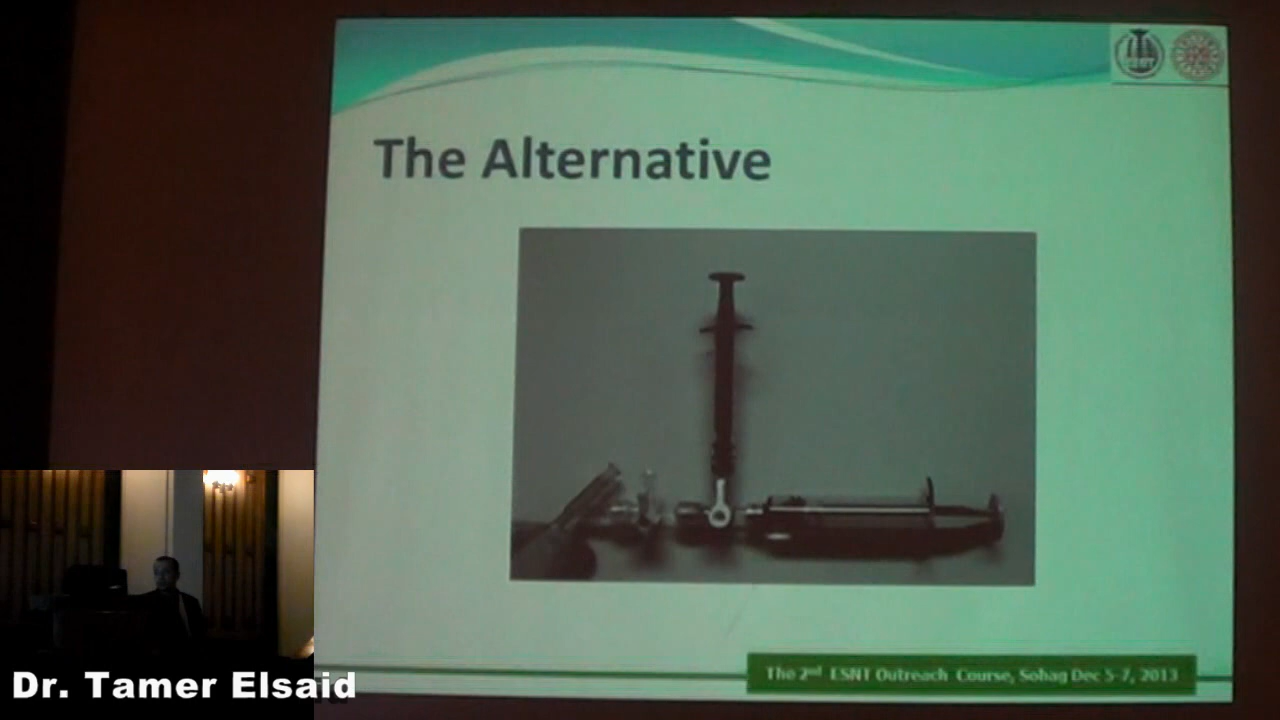 The Alternative
The 2nd ESNT Outreach Course, Sohag Dec 5-7, 2013
Dr. Tamer Elsaid